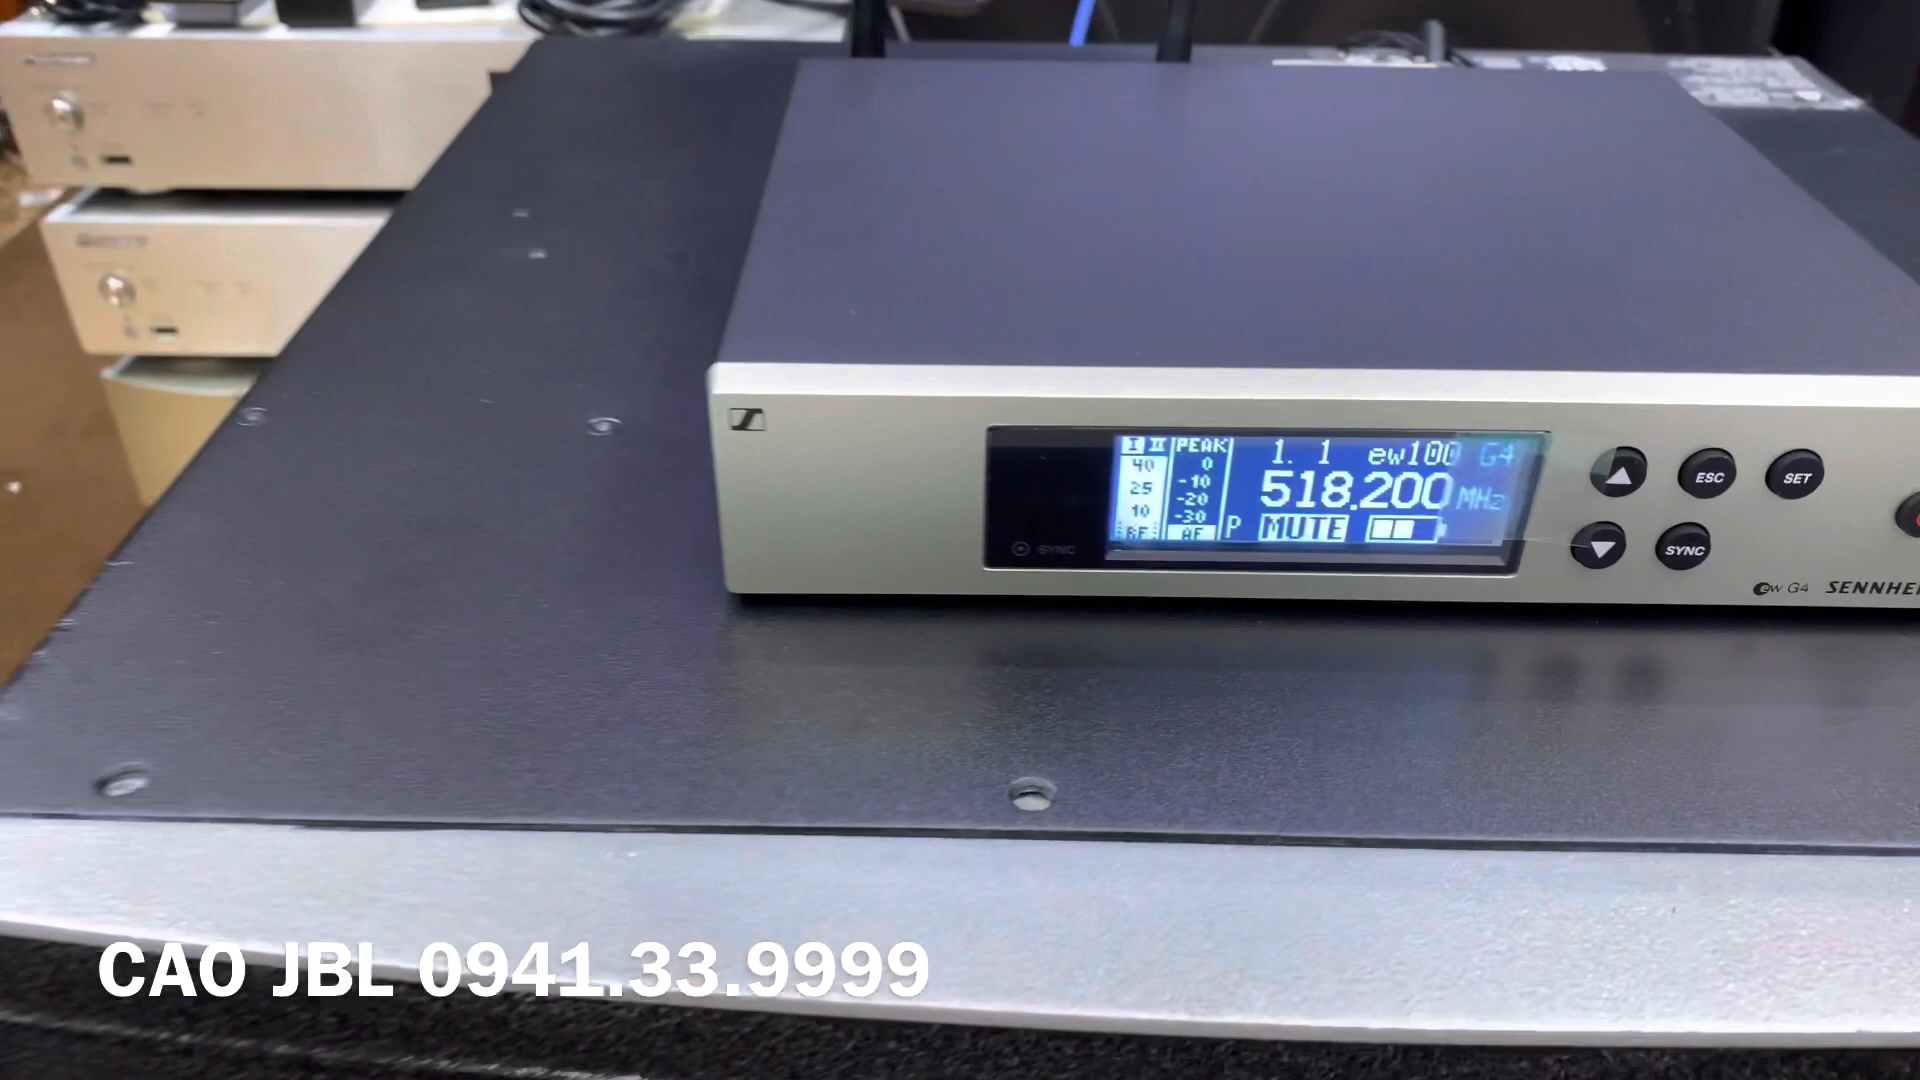 I II PEAK 1. 1 ew100 G4
40 0
25 -10 518.200 MHz
10 -20
-30
RF AF P MUTE
SYNC
ESC SET
SYNC
ew G4 SENNHEI
CAO JBL 0941.33.9999